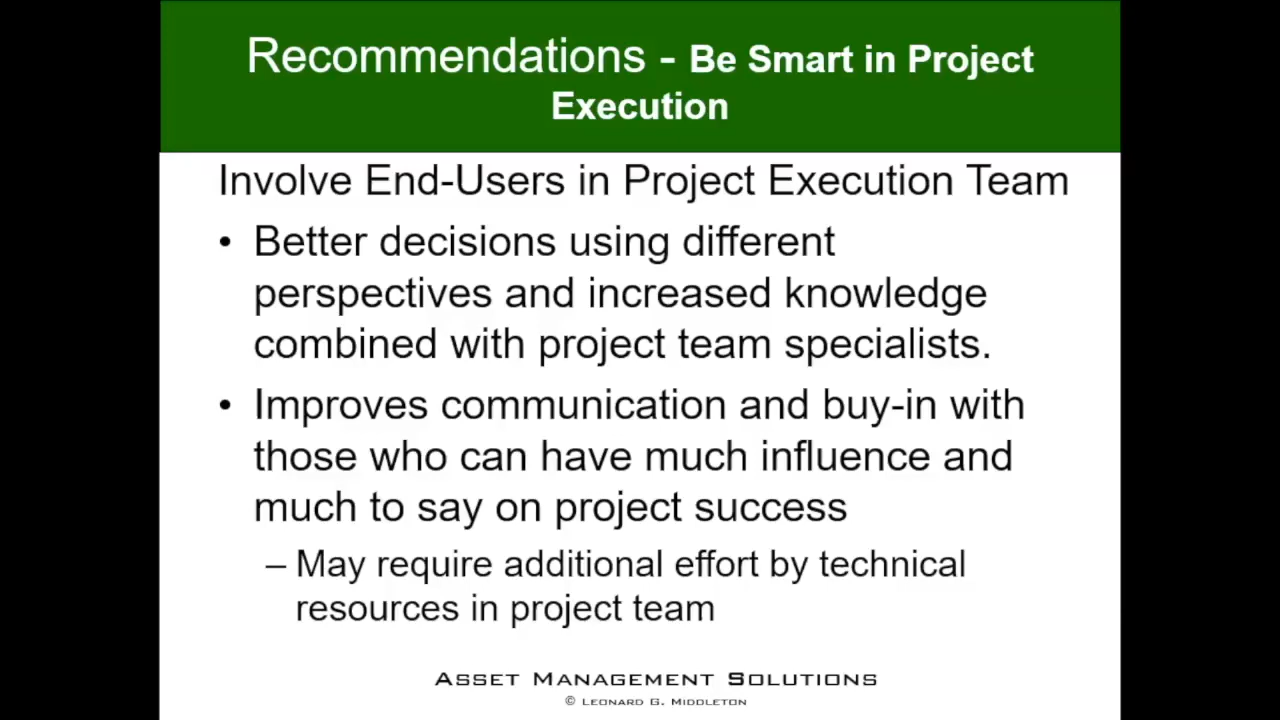 Recommendations - Be Smart in Project
Execution
Involve End-Users in Project Execution Team
• Better decisions using different
perspectives and increased knowledge
combined with project team specialists.
• Improves communication and buy-in with
those who can have much influence and
much to say on project success
– May require additional effort by technical
resources in project team
Asset Management Solutions
© Leonard G. Middleton